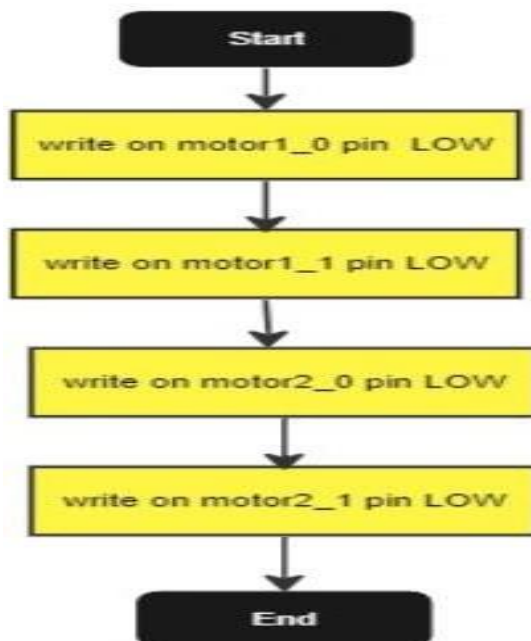 Start
write on motor1_0 pin LOW
write on motor1_1 pin LOW
write on motor2_0 pin LOW
write on motor2_1 pin LOW
End